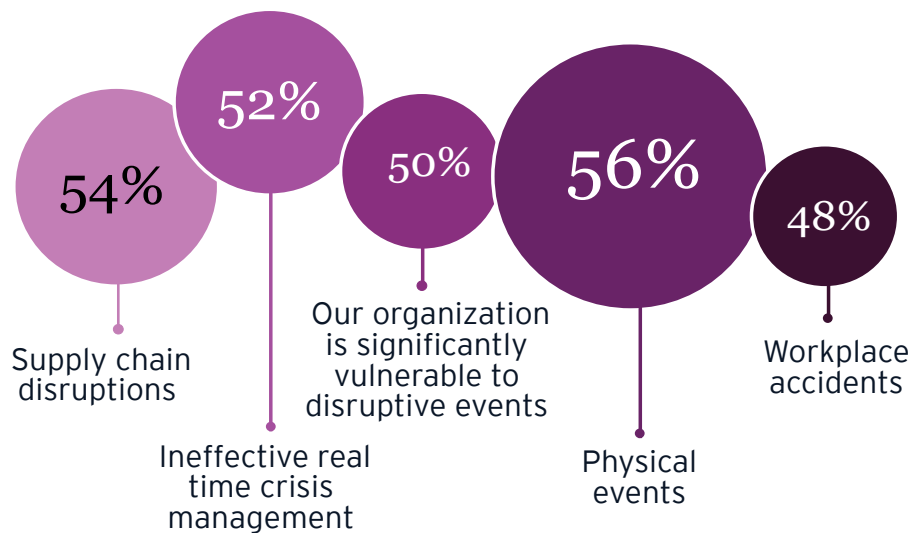 54%
Supply chain
disruptions
52%
Ineffective real
time crisis
management
50%
Our organization
is significantly
vulnerable to
disruptive events
56%
Physical
events
48%
Workplace
accidents